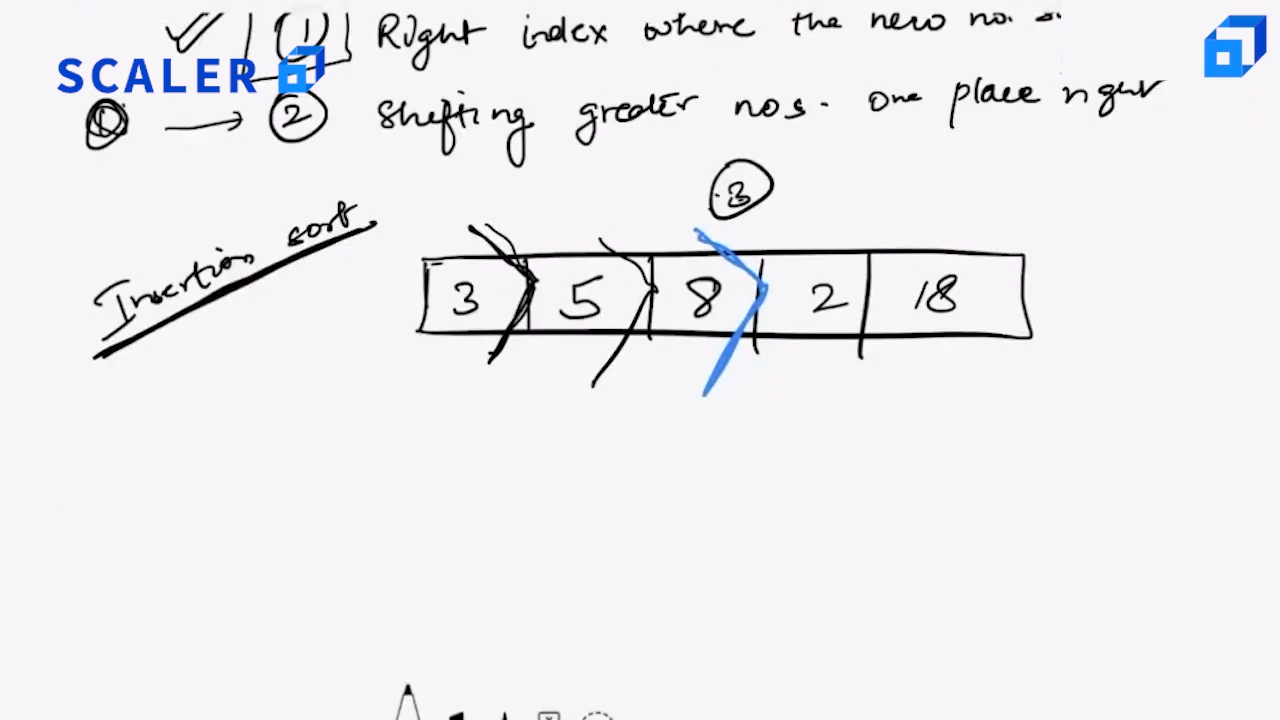 ① Right index where the new no. s.
SCALER
① → ② Shifting greater nos. one place right
③
Insertion sort
3 5 8 2 18